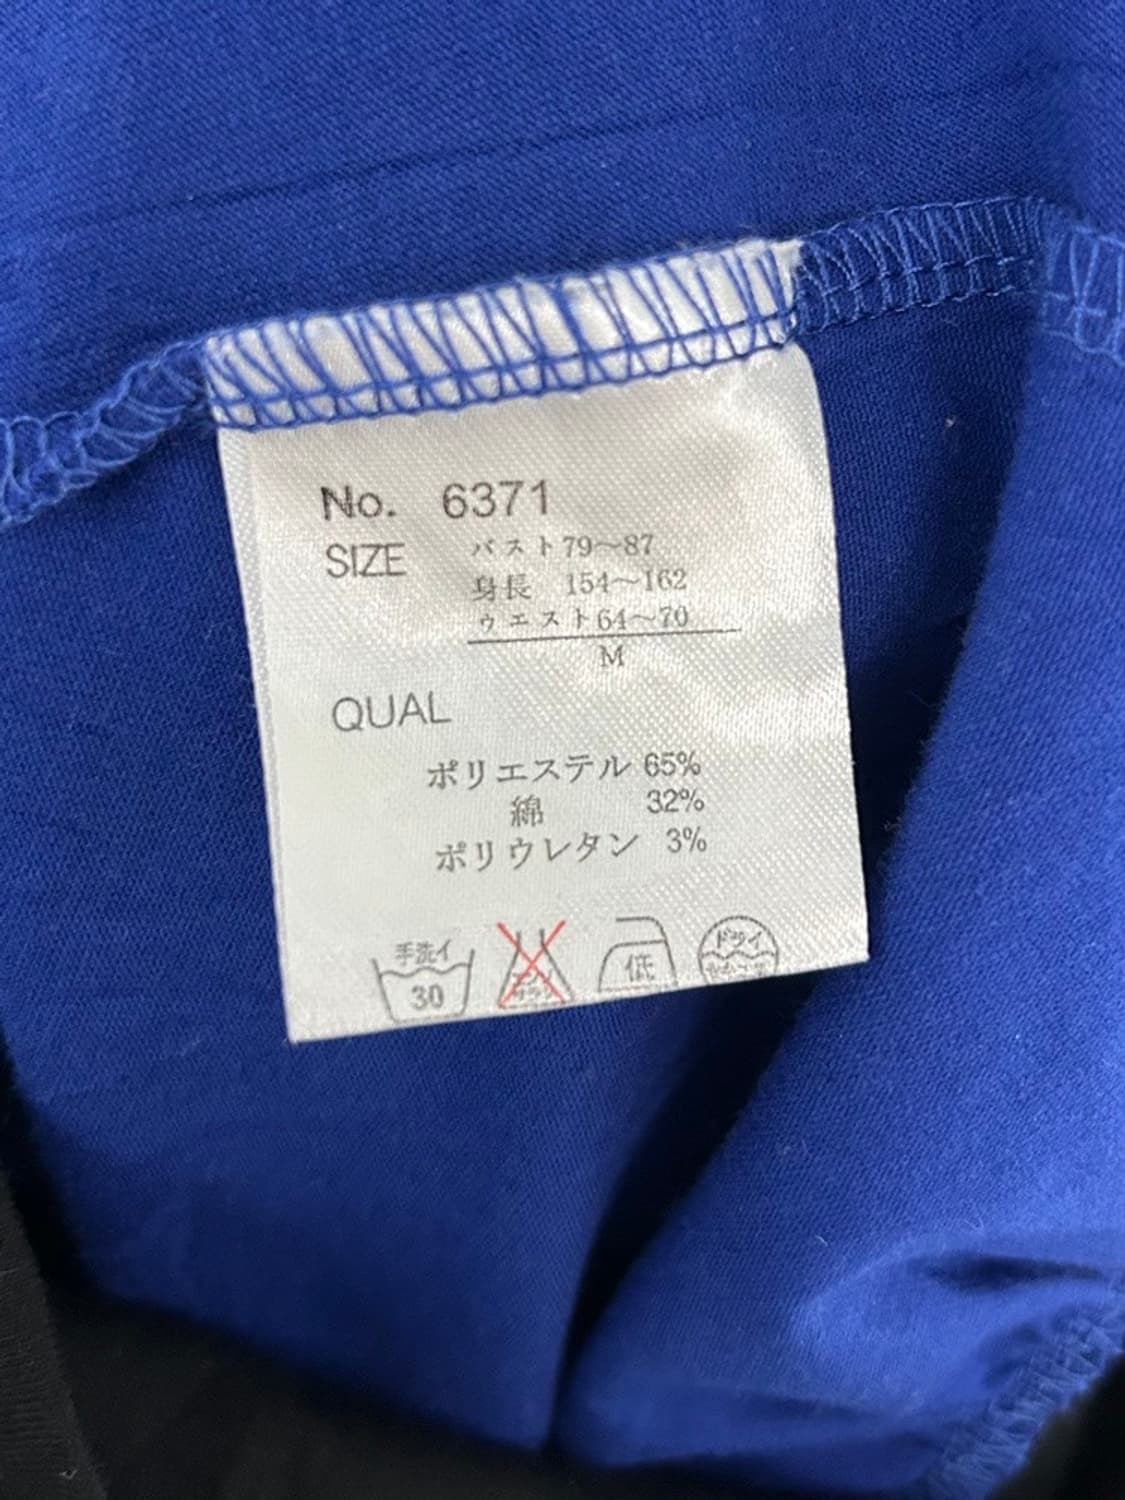 No. 6371
SIZE
バスト79〜87
身長 154〜162
ウエスト64〜70
M
QUAL
ポリエステル 65%
綿 32%
ポリウレタン 3%
手洗イ
30
低
ドライ